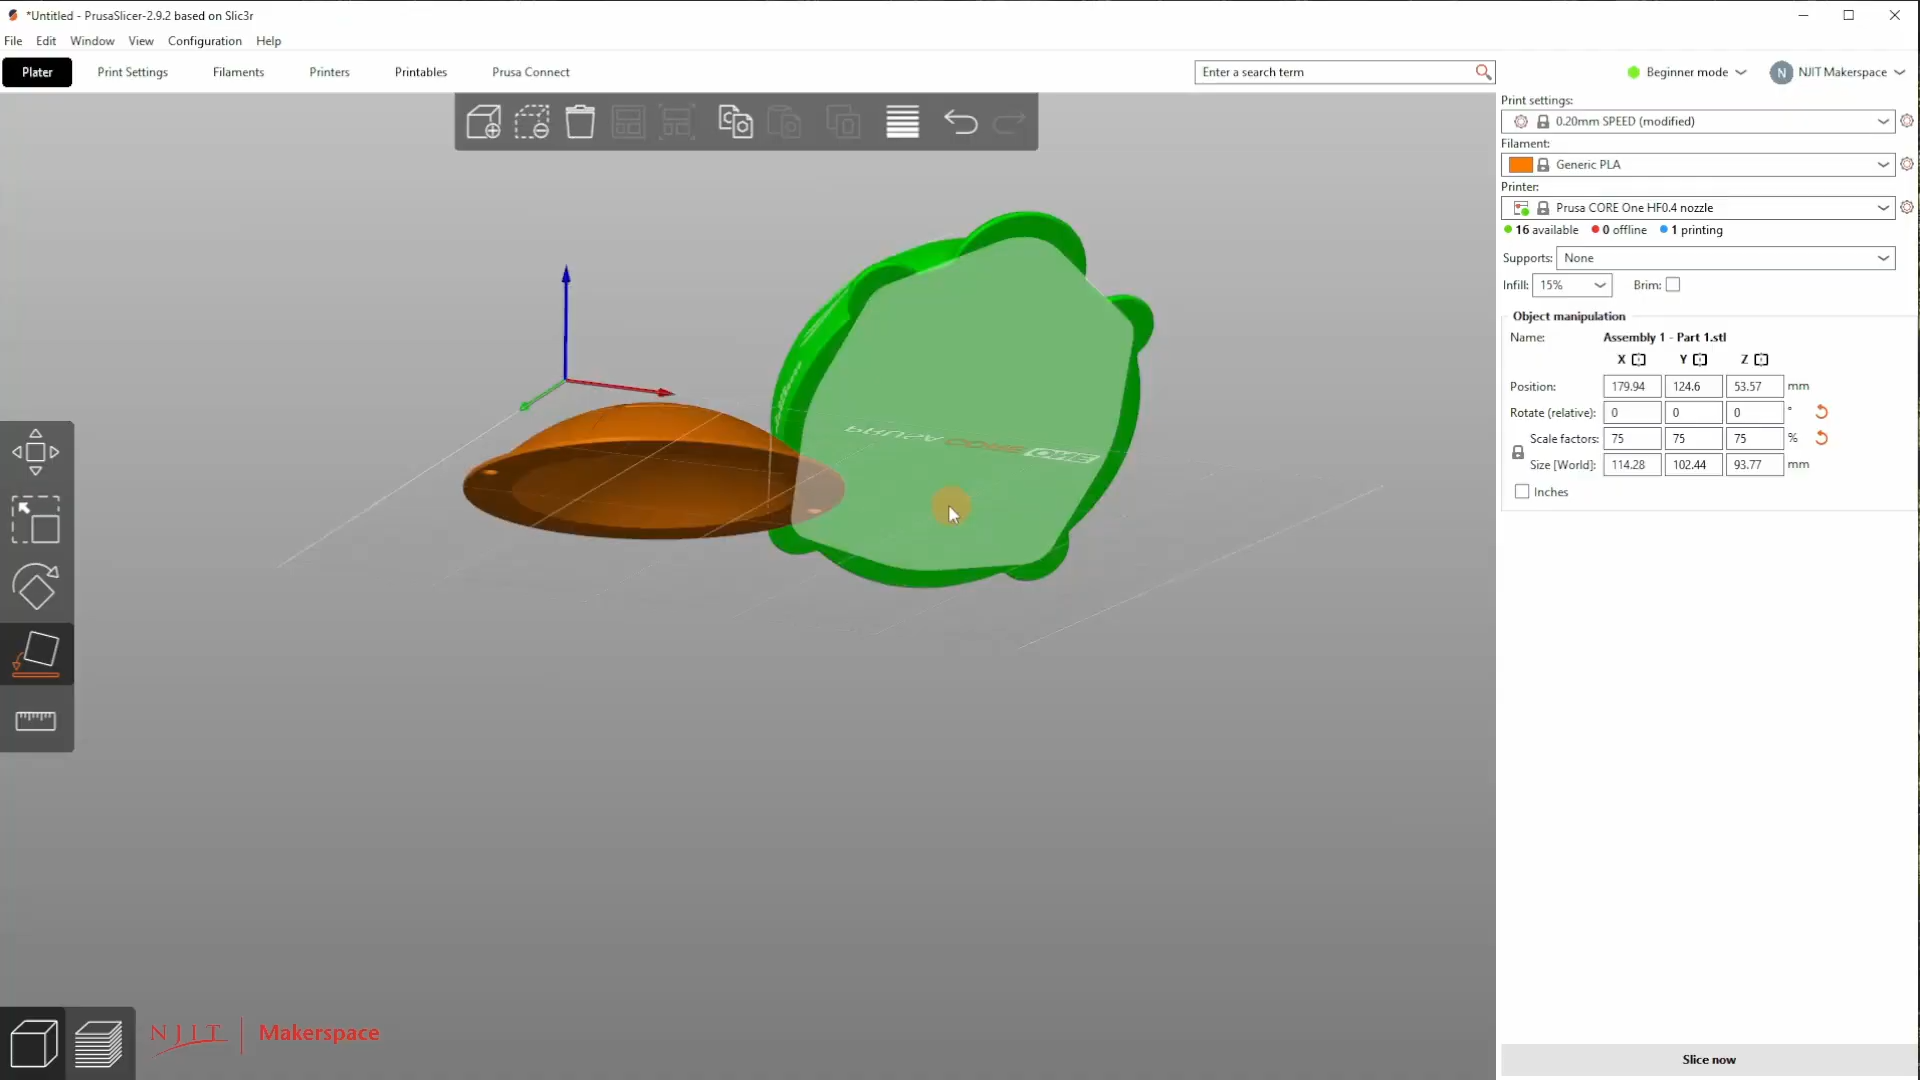 *Untitled - PrusaSlicer-2.9.2 based on Slic3r
File Edit Window View Configuration Help
Plater Print Settings Filaments Printers Printables Prusa Connect
Enter a search term
Beginner mode
N NJIT Makerspace
Print settings:
0.20mm SPEED (modified)
Filament:
Generic PLA
Printer:
Prusa CORE One HF0.4 nozzle
16 available 0 offline 1 printing
Supports: None
Infill: 15% Brim:
Object manipulation
Name: Assembly 1 - Part 1.stl
X Y Z
Position: 179.94 124.6 53.57 mm
Rotate (relative): 0 0 0 °
Scale factors: 75 75 75 %
Size [World]: 114.28 102.44 93.77 mm
Inches
PRUSA CORE ONE
NJIT Makerspace
Slice now